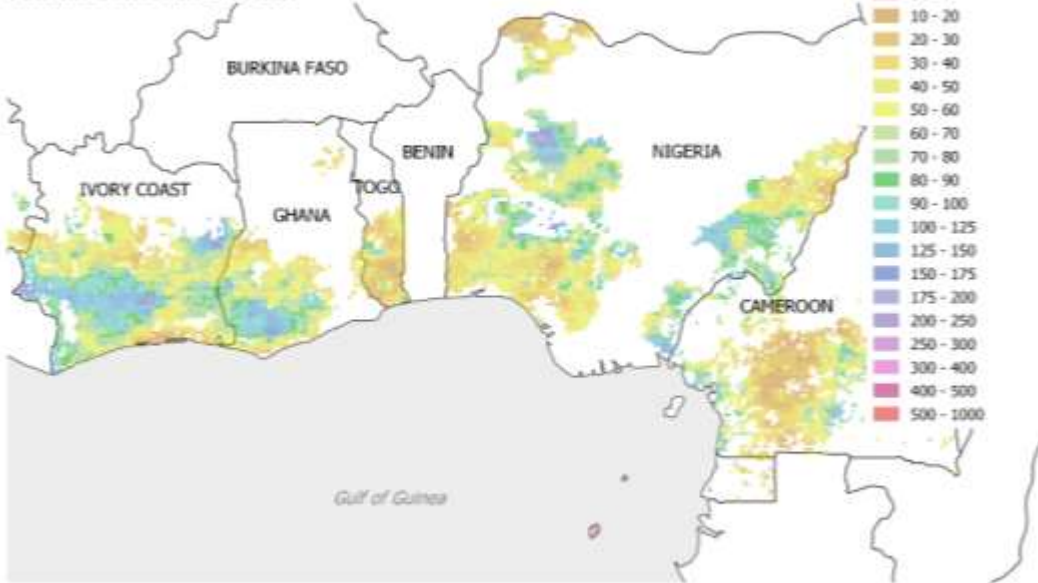 10 - 20
20 - 30
30 - 40
40 - 50
50 - 60
60 - 70
70 - 80
80 - 90
90 - 100
100 - 125
125 - 150
150 - 175
175 - 200
200 - 250
250 - 300
300 - 400
400 - 500
500 - 1000
BURKINA FASO
BENIN
NIGERIA
IVORY COAST
TOGO
GHANA
CAMEROON
Gulf of Guinea